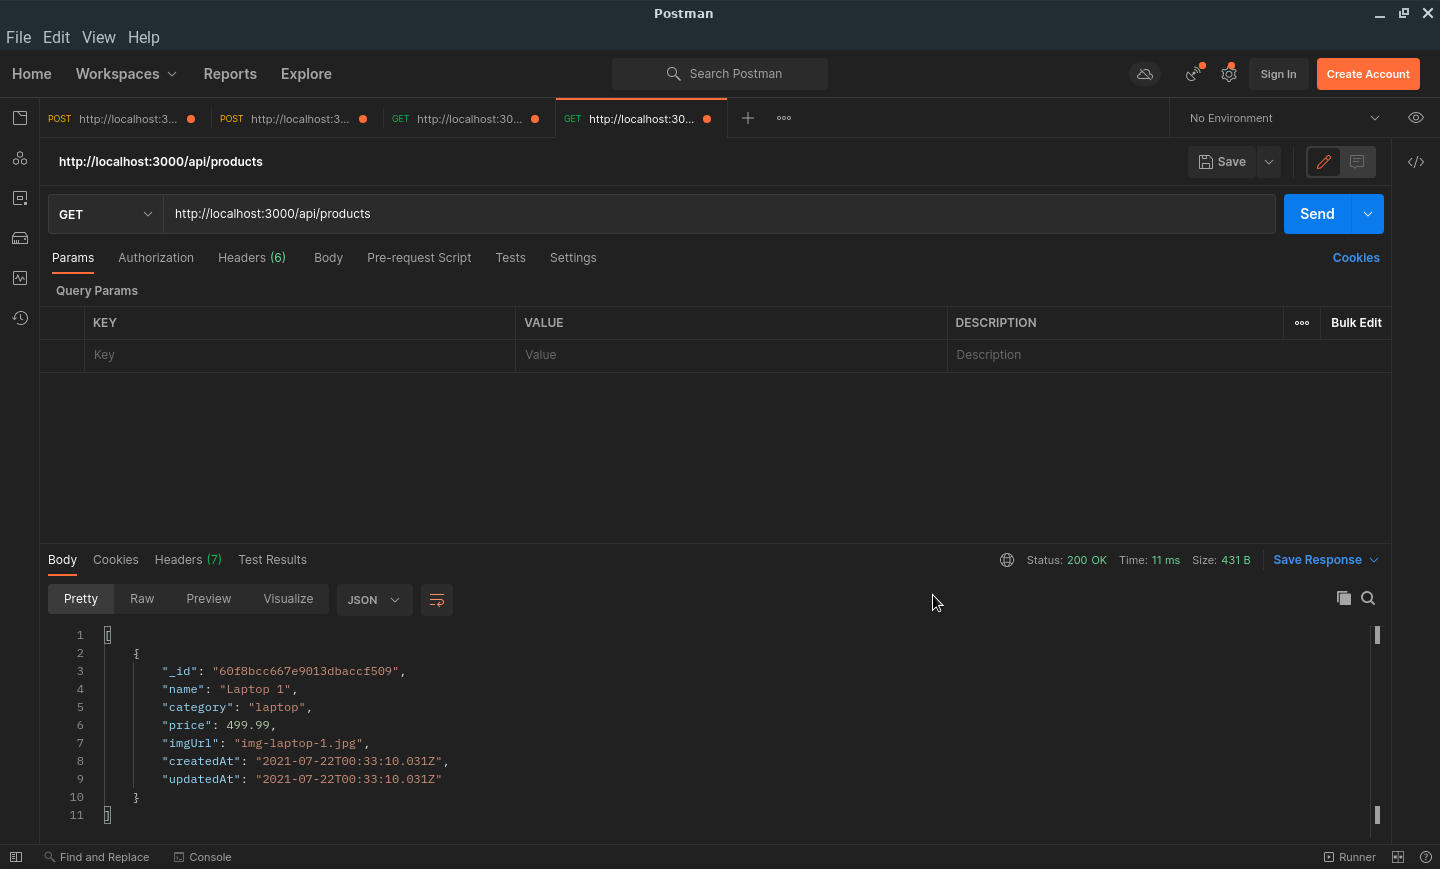 Postman
File Edit View Help
Home Workspaces Reports Explore Search Postman Sign In Create Account
POST http://localhost:3... POST http://localhost:3... GET http://localhost:30... GET http://localhost:30... No Environment
http://localhost:3000/api/products Save
GET http://localhost:3000/api/products Send
Params Authorization Headers (6) Body Pre-request Script Tests Settings Cookies
Query Params
KEY VALUE DESCRIPTION Bulk Edit
Key Value Description
Body Cookies Headers (7) Test Results Status: 200 OK Time: 11 ms Size: 431 B Save Response
Pretty Raw Preview Visualize JSON
1 [
2 {
3 "_id": "60f8bcc667e9013dbaccf509",
4 "name": "Laptop 1",
5 "category": "laptop",
6 "price": 499.99,
7 "imgUrl": "img-laptop-1.jpg",
8 "createdAt": "2021-07-22T00:33:10.031Z",
9 "updatedAt": "2021-07-22T00:33:10.031Z"
10 }
11 ]
Find and Replace Console Runner